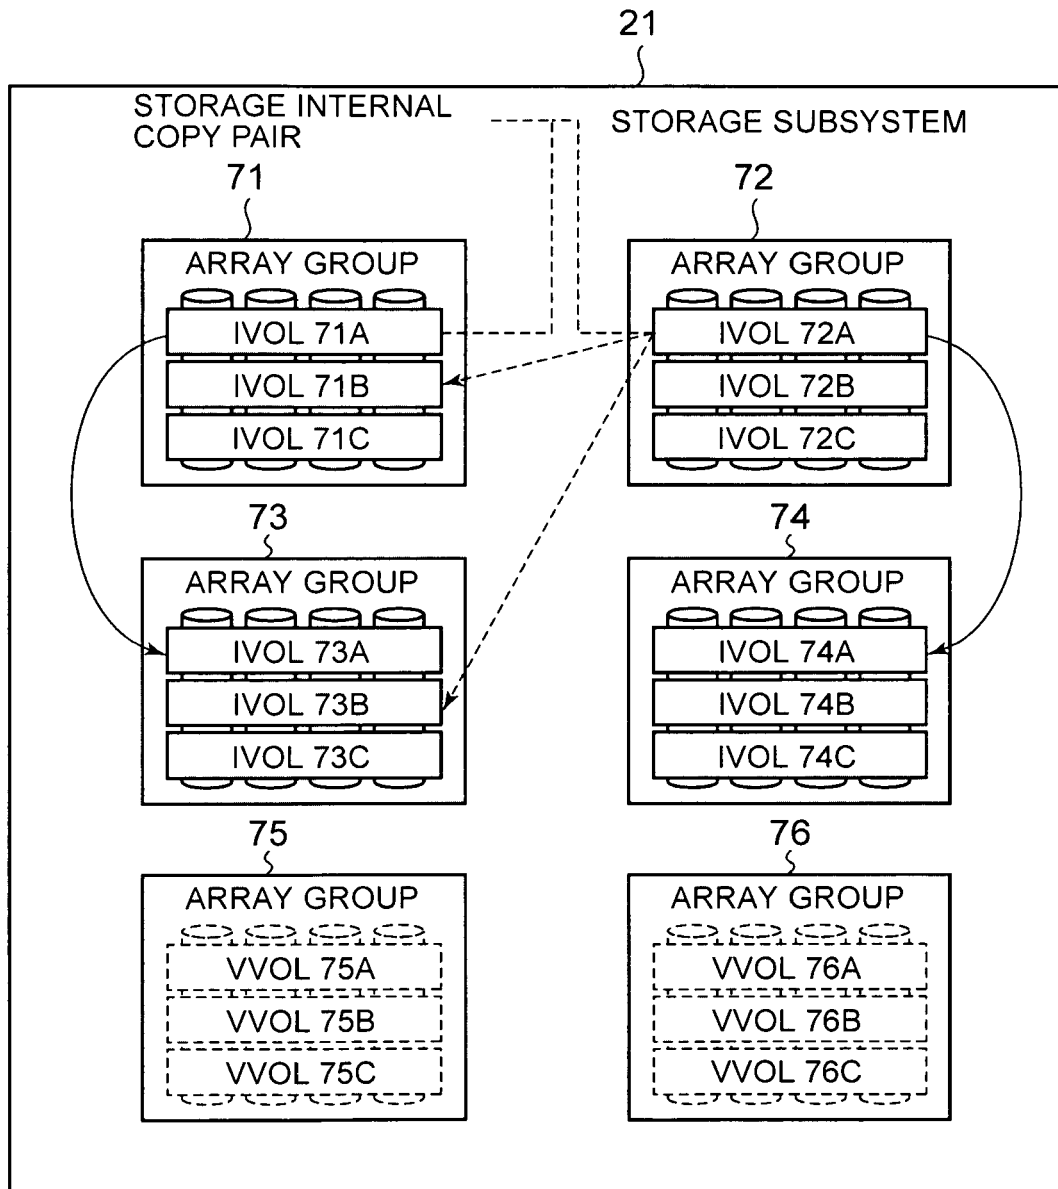 21
STORAGE INTERNAL
COPY PAIR
STORAGE SUBSYSTEM
71
ARRAY GROUP
IVOL 71A
IVOL 71B
IVOL 71C
72
ARRAY GROUP
IVOL 72A
IVOL 72B
IVOL 72C
73
ARRAY GROUP
IVOL 73A
IVOL 73B
IVOL 73C
74
ARRAY GROUP
IVOL 74A
IVOL 74B
IVOL 74C
75
ARRAY GROUP
VVOL 75A
VVOL 75B
VVOL 75C
76
ARRAY GROUP
VVOL 76A
VVOL 76B
VVOL 76C